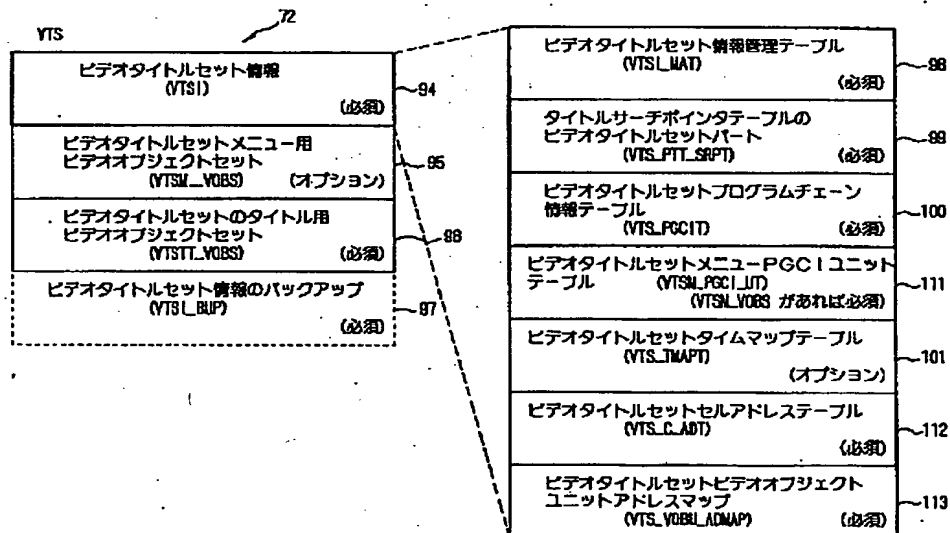 72
VTS
ビデオタイトルセット情報
(VTSI)
(必須)
94
ビデオタイトルセットメニュー用
ビデオオブジェクトセット
(VTSM_VOBS) (オプション)
95
ビデオタイトルセットのタイトル用
ビデオオブジェクトセット
(VTSTT_VOBS) (必須)
96
ビデオタイトルセット情報のバックアップ
(VTSI_BUP)
(必須)
97
ビデオタイトルセット情報管理テーブル
(VTSI_MAT)
(必須)
98
タイトルサーチポインタテーブルの
ビデオタイトルセットパート
(VTS_PTT_SRPT) (必須)
99
ビデオタイトルセットプログラムチェーン
情報テーブル
(VTS_PGCIT) (必須)
100
ビデオタイトルセットメニューPGCIユニット
テーブル (VTSM_PGCI_UT)
(VTSM_VOBS があれば必須)
111
ビデオタイトルセットタイムマップテーブル
(VTS_TMAPT)
(オプション)
101
ビデオタイトルセットセルアドレステーブル
(VTS_C_ADT)
(必須)
112
ビデオタイトルセットビデオオブジェクト
ユニットアドレスマップ
(VTS_VOBU_ADMAP) (必須)
113